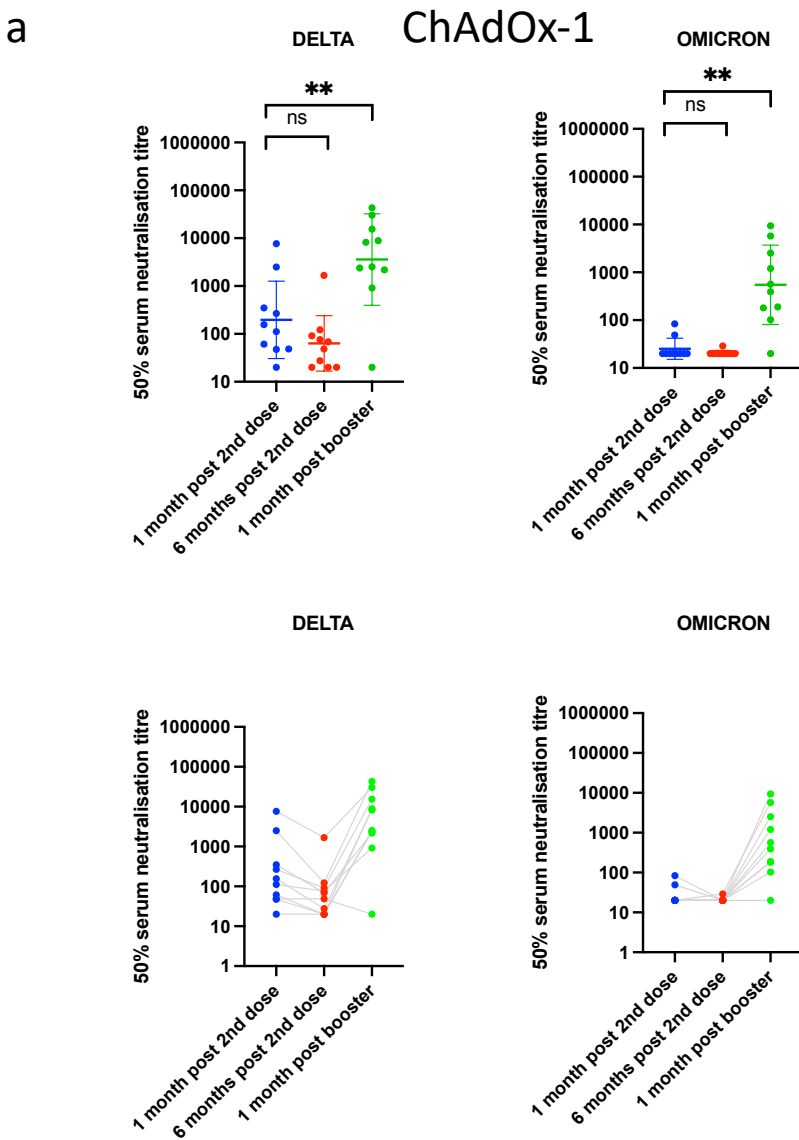 a
ChAdOx-1
DELTA
**
ns
50% serum neutralisation titre
1000000
100000
10000
1000
100
10
1 month post 2nd dose
6 months post 2nd dose
1 month post booster
OMICRON
**
ns
50% serum neutralisation titre
1000000
100000
10000
1000
100
10
1 month post 2nd dose
6 months post 2nd dose
1 month post booster
DELTA
50% serum neutralisation titre
1000000
100000
10000
1000
100
10
1
1 month post 2nd dose
6 months post 2nd dose
1 month post booster
OMICRON
50% serum neutralisation titre
1000000
100000
10000
1000
100
10
1
1 month post 2nd dose
6 months post 2nd dose
1 month post booster